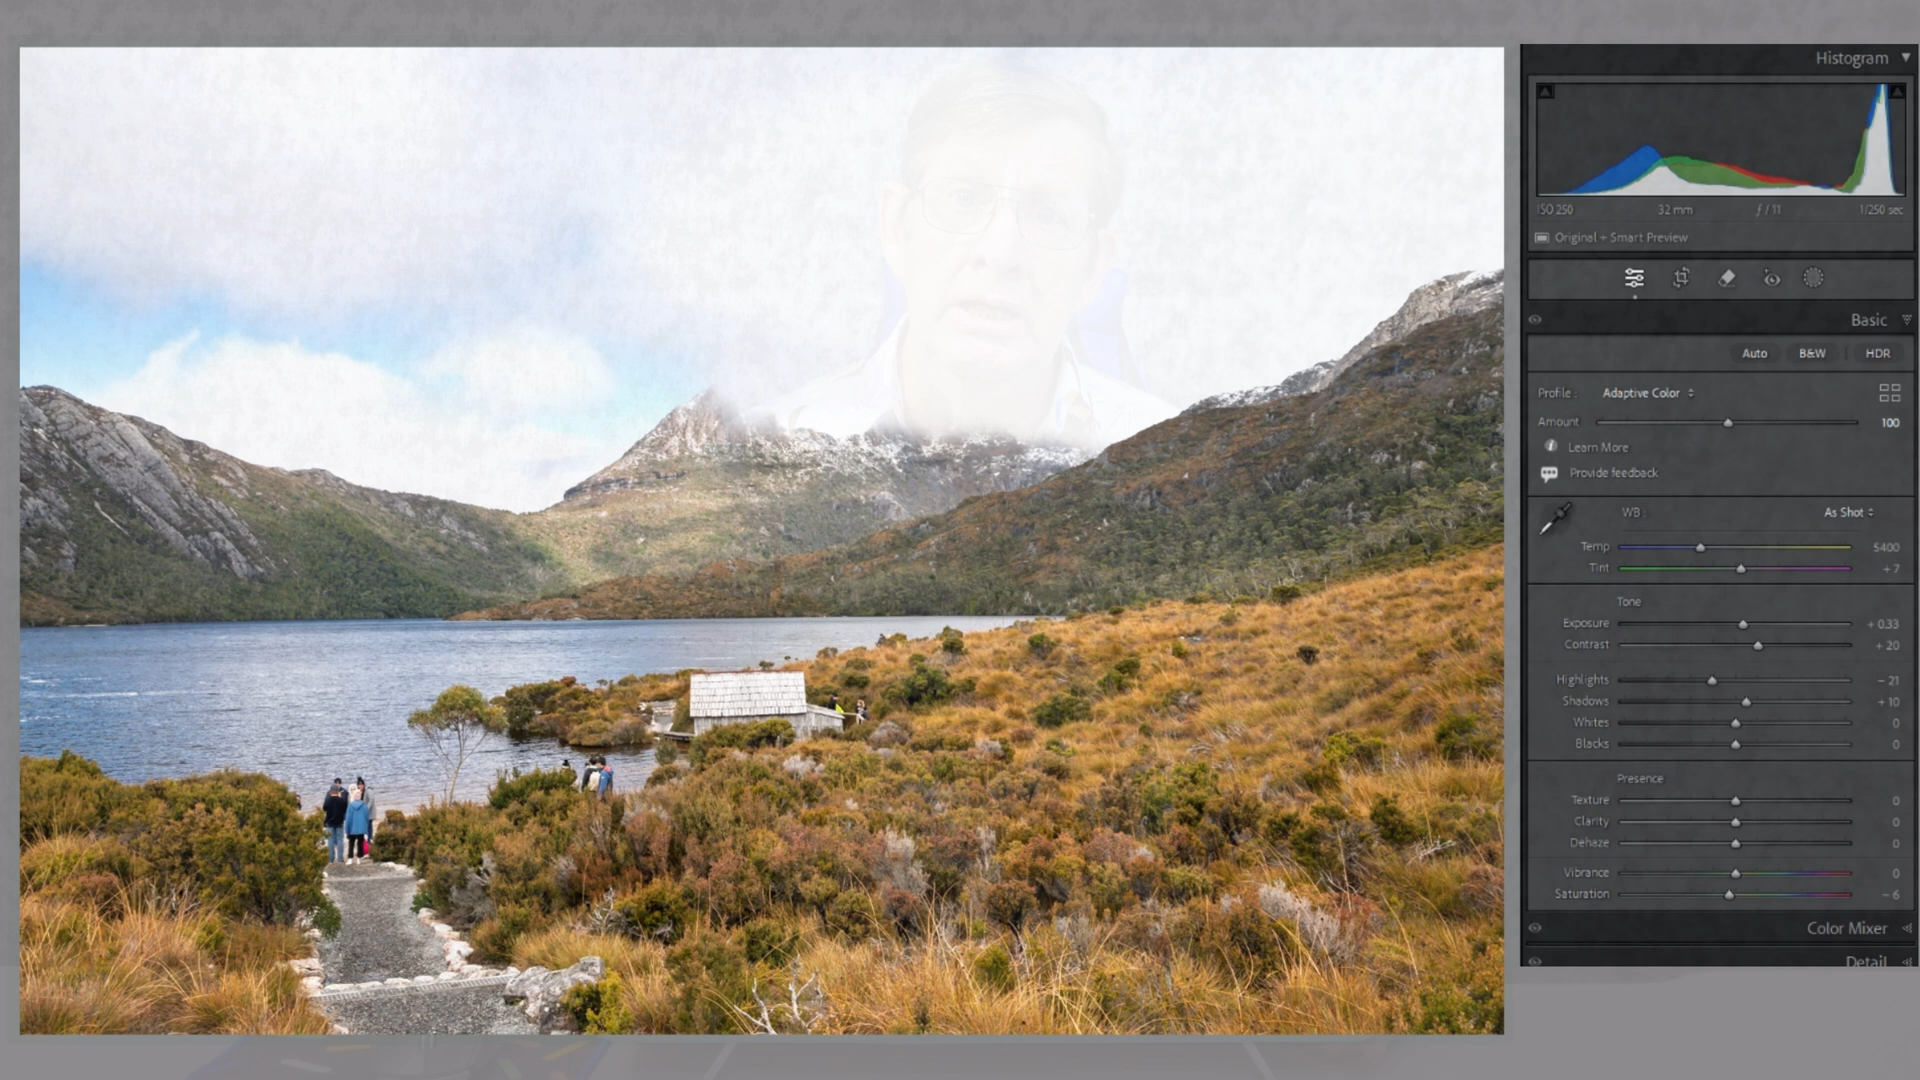 Histogram
ISO 250 32 mm ƒ / 11 1/250 sec
Original + Smart Preview
Basic
Auto B&W HDR
Profile : Adaptive Color
Amount 100
Learn More
Provide feedback
WB : As Shot
Temp 5400
Tint + 7
Tone
Exposure + 0.33
Contrast + 20
Highlights − 21
Shadows + 10
Whites 0
Blacks 0
Presence
Texture 0
Clarity 0
Dehaze 0
Vibrance 0
Saturation − 6
Color Mixer
Detail